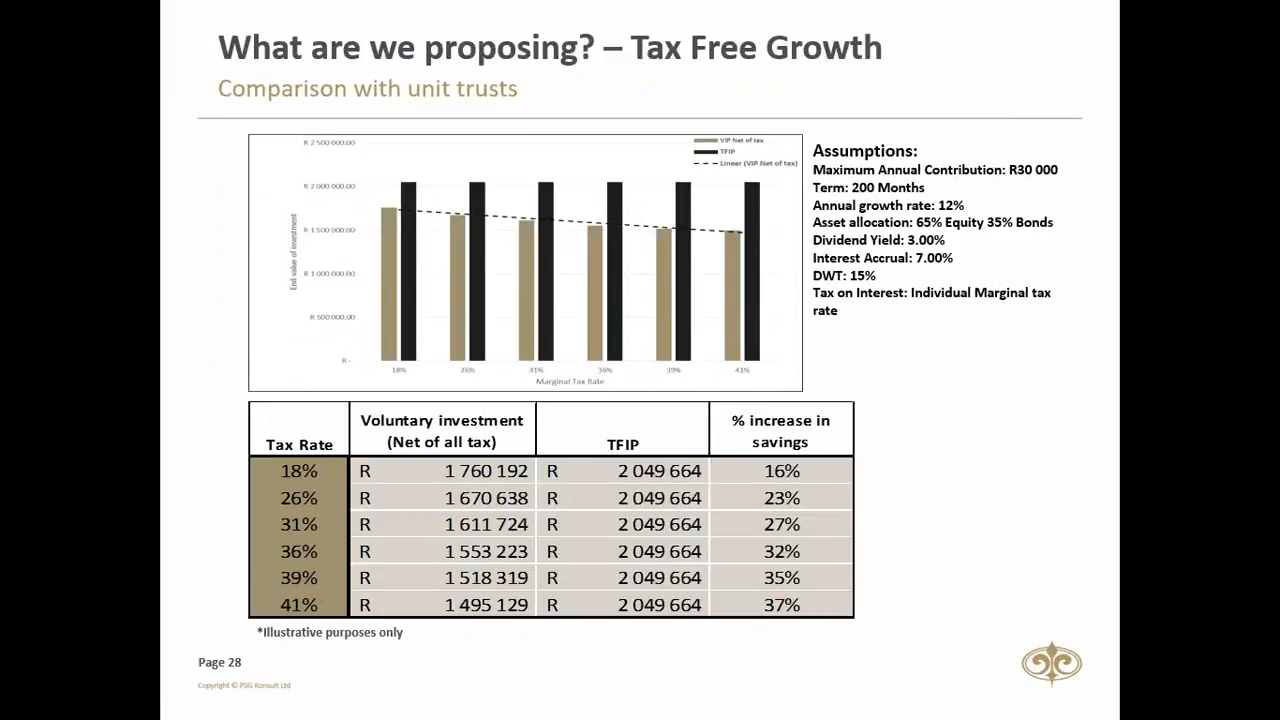 What are we proposing? – Tax Free Growth
Comparison with unit trusts
R 2 500 000.00
R 2 000 000.00
R 1 500 000.00
R 1 000 000.00
R 500 000.00
R -
End value of investment
VIP Net of tax
TFIP
Linear (VIP Net of tax)
18% 26% 31% 36% 39% 41%
Marginal Tax Rate
Assumptions:
Maximum Annual Contribution: R30 000
Term: 200 Months
Annual growth rate: 12%
Asset allocation: 65% Equity 35% Bonds
Dividend Yield: 3.00%
Interest Accrual: 7.00%
DWT: 15%
Tax on Interest: Individual Marginal tax
rate
Tax Rate Voluntary investment (Net of all tax) TFIP % increase in savings
18% R 1 760 192 R 2 049 664 16%
26% R 1 670 638 R 2 049 664 23%
31% R 1 611 724 R 2 049 664 27%
36% R 1 553 223 R 2 049 664 32%
39% R 1 518 319 R 2 049 664 35%
41% R 1 495 129 R 2 049 664 37%
*Illustrative purposes only
Page 28
Copyright © PSG Konsult Ltd